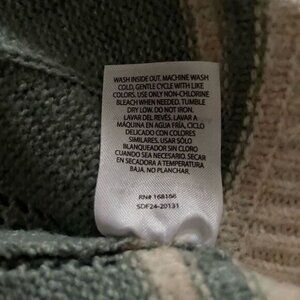 WASH INSIDE OUT. MACHINE WASH
COLD, GENTLE CYCLE WITH LIKE
COLORS. USE ONLY NON-CHLORINE
BLEACH WHEN NEEDED. TUMBLE
DRY LOW. DO NOT IRON.
LAVAR DEL REVÉS. LAVAR A
MÁQUINA EN AGUA FRÍA, CICLO
DELICADO CON COLORES
SIMILARES. USAR SÓLO
BLANQUEADOR SIN CLORO
CUANDO SEA NECESARIO. SECAR
EN SECADORA A TEMPERATURA
BAJA. NO PLANCHAR.
RN# 168166
SDF24-20131